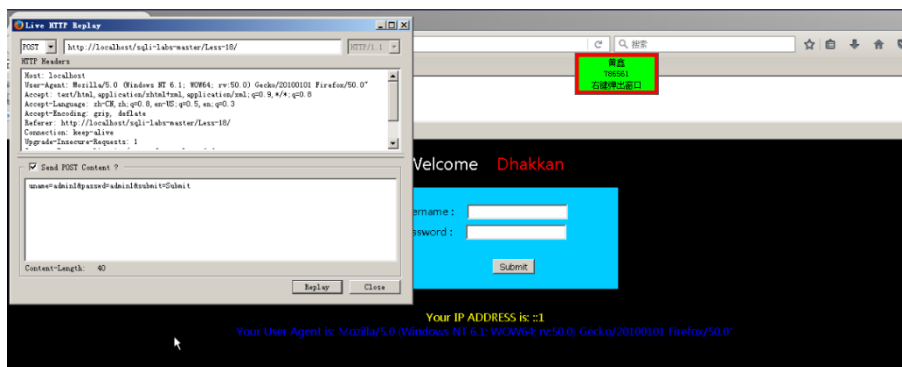 Live HTTP Replay
POST http://localhost/sqli-labs-master/Less-18/ HTTP/1.1
HTTP Headers
Host: localhost
User-Agent: Mozilla/5.0 (Windows NT 6.1; WOW64; rv:50.0) Gecko/20100101 Firefox/50.0"
Accept: text/html,application/xhtml+xml,application/xml;q=0.9,*/*;q=0.8
Accept-Language: zh-CN,zh;q=0.8,en-US;q=0.5,en;q=0.3
Accept-Encoding: gzip, deflate
Referer: http://localhost/sqli-labs-master/Less-18/
Connection: keep-alive
Upgrade-Insecure-Requests: 1
Send POST Content ?
uname=admin1&passwd=admin1&submit=Submit
Content-Length: 40
Replay Close
搜索
黄鑫
T86561
右键弹出窗口
Welcome Dhakkan
ername :
ssword :
Submit
Your IP ADDRESS is: ::1
Your User Agent is: Mozilla/5.0 (Windows NT 6.1; WOW64; rv:50.0) Gecko/20100101 Firefox/50.0"